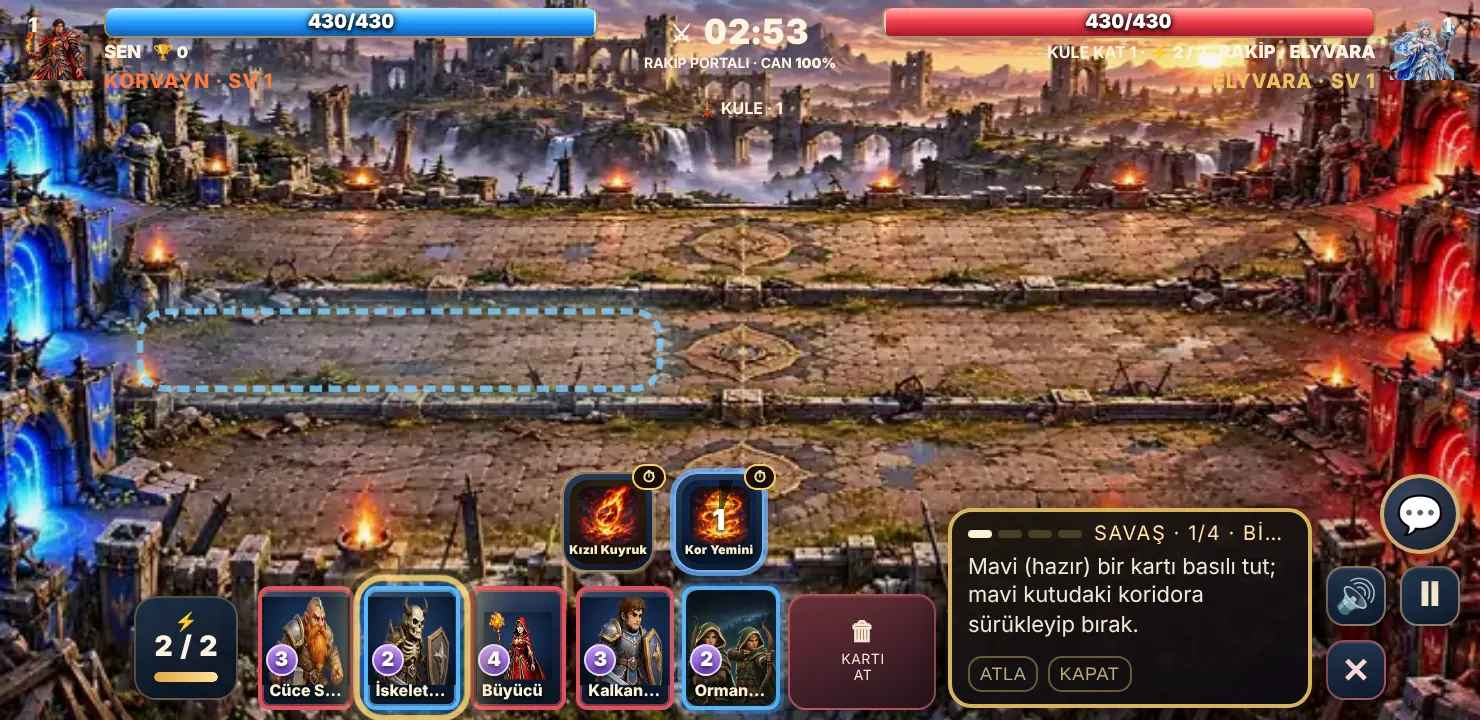 1
430/430
SEN 🏆 0
KORVAYN · SV 1
⚔ 02:53
RAKİP PORTALI · CAN 100%
KULE · 1
430/430
1
KULE KAT 1 · ⚡ 2 / 2 RAKİP · ELYVARA
ELYVARA · SV 1
Kızıl Kuyruk
1
Kor Yemini
⚡
2 / 2
3
Cüce S...
2
İskelet...
4
Büyücü
3
Kalkan...
2
Orman...
KARTI
AT
SAVAŞ · 1/4 · Bİ...
Mavi (hazır) bir kartı basılı tut;
mavi kutudaki koridora
sürükleyip bırak.
ATLA
KAPAT